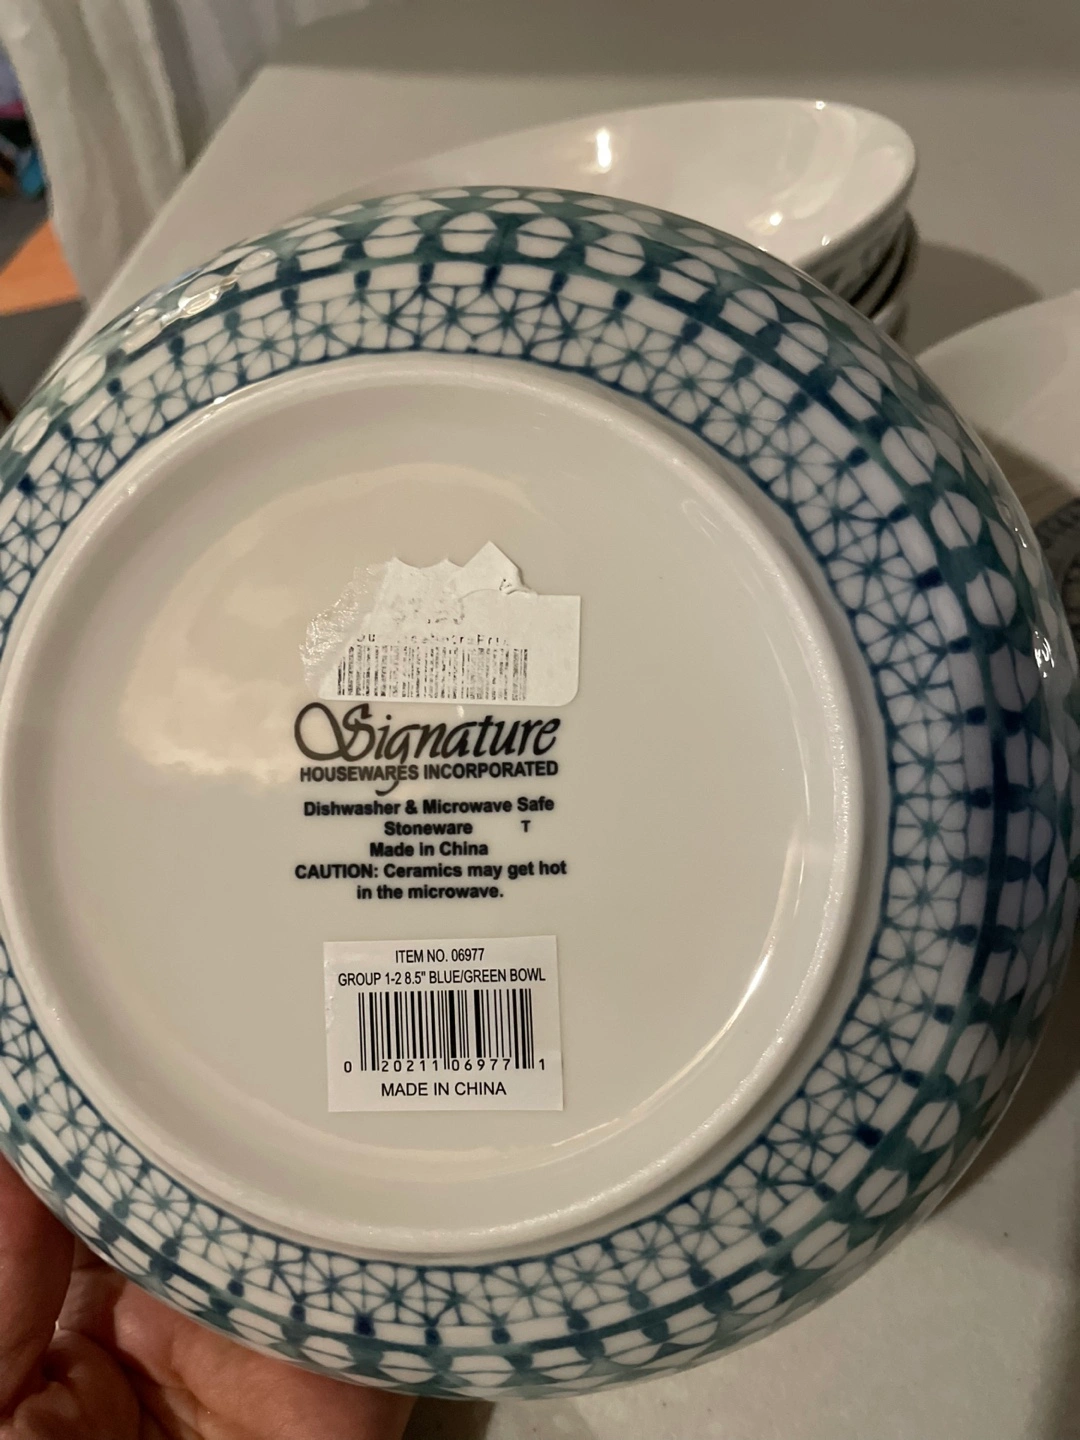 Signature
HOUSEWARES INCORPORATED
Dishwasher & Microwave Safe
Stoneware T
Made in China
CAUTION: Ceramics may get hot
in the microwave.
ITEM NO. 06977
GROUP 1-2 8.5" BLUE/GREEN BOWL
0 20211 06977 1
MADE IN CHINA